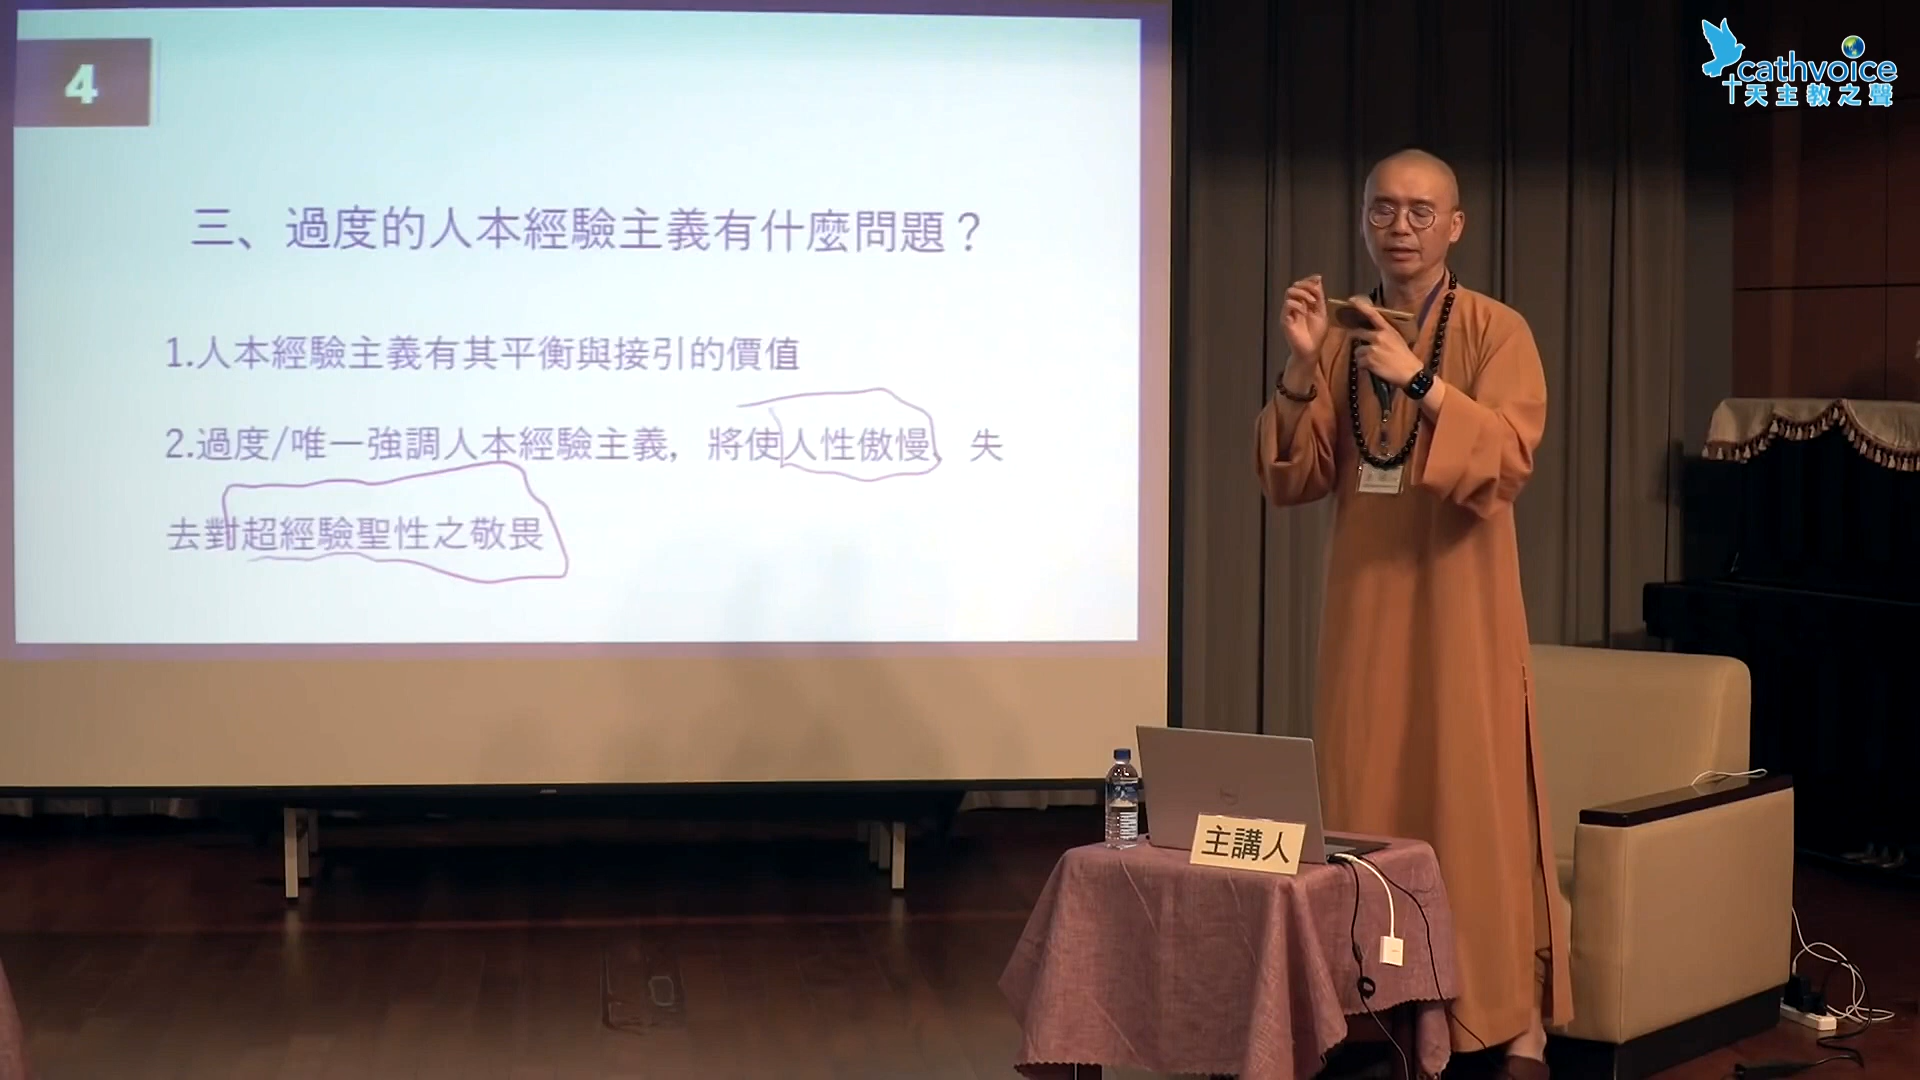 4
三、過度的人本經驗主義有什麼問題？
1.人本經驗主義有其平衡與接引的價值
2.過度/唯一強調人本經驗主義，將使人性傲慢、失
去對超經驗聖性之敬畏
cathvoice
天主教之聲
主講人